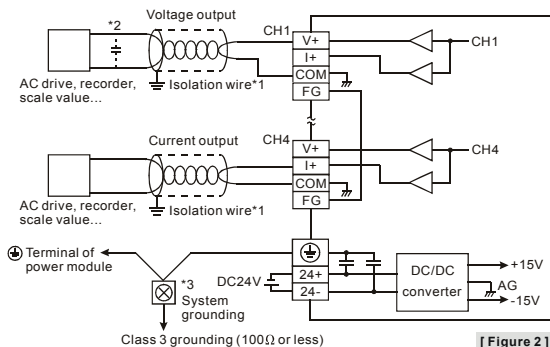 Voltage output
*2
CH1
V+
I+
COM
FG
CH1
AC drive, recorder,
scale value...
Isolation wire*1
Current output
CH4
V+
I+
COM
FG
CH4
AC drive, recorder,
scale value...
Isolation wire*1
Terminal of
power module
*3
System
grounding
DC24V
24+
24-
DC/DC
converter
+15V
AG
-15V
Class 3 grounding (100Ω or less)
[ Figure 2 ]